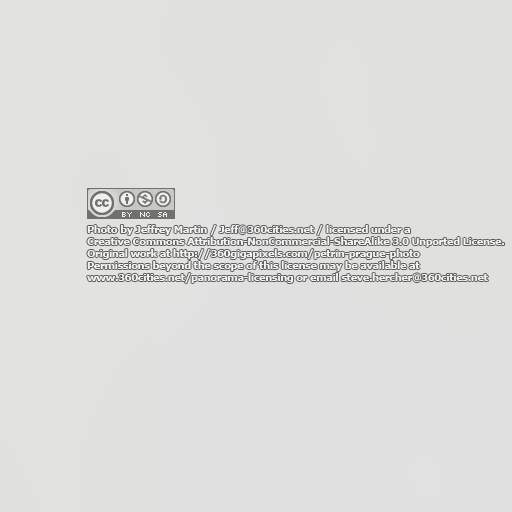 cc
BY NC SA
Photo by Jeffrey Martin / Jeff@360cities.net / licensed under a
Creative Commons Attribution-NonCommercial-ShareAlike 3.0 Unported License.
Original work at http://360gigapixels.com/petrin-prague-photo
Permissions beyond the scope of this license may be available at
www.360cities.net/panorama-licensing or email steve.hercher@360cities.net